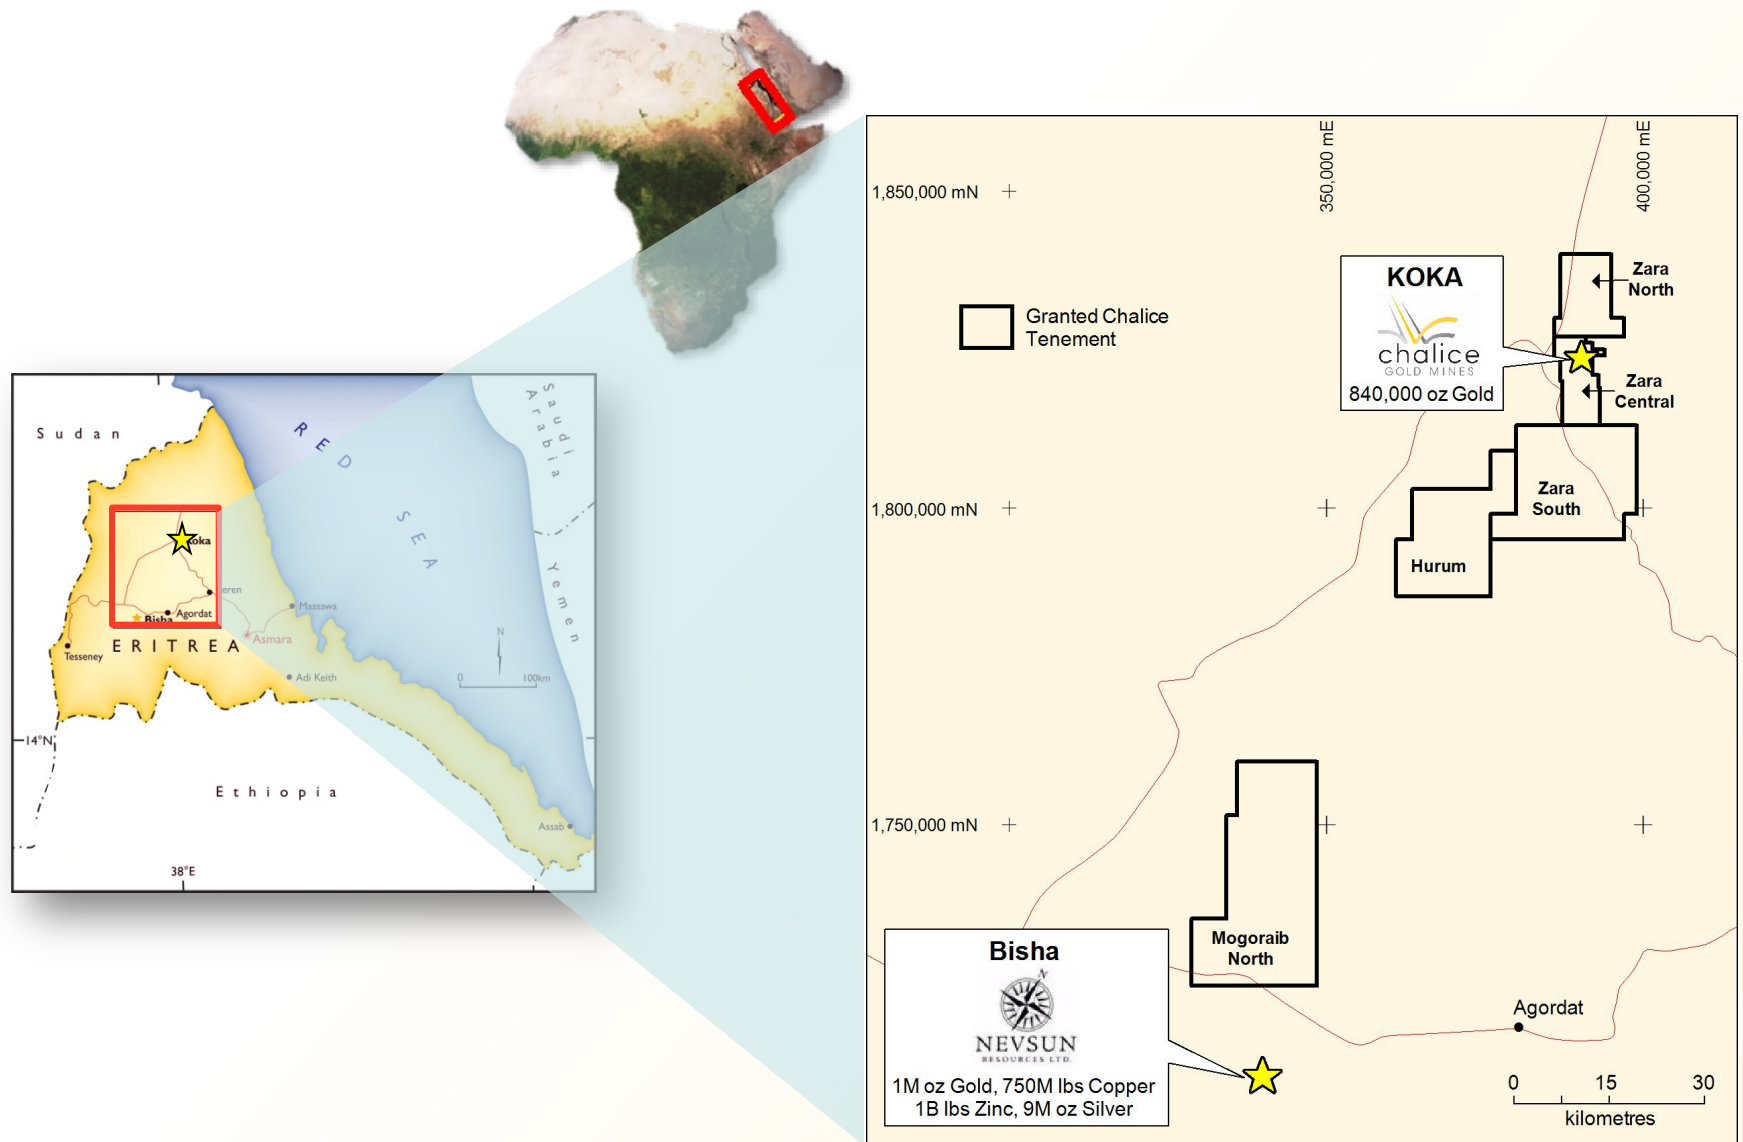 Sudan
RED
SEA
Saudi
Arabia
Yemen
Koka
eren
Agordat
Bisha
Massawa
Asmara
ERITREA
Tesseney
Adi Keith
N
0 100km
14°N
Ethiopia
Assab
38°E
350,000 mE
400,000 mE
1,850,000 mN
KOKA
chalice
GOLD MINES
840,000 oz Gold
Zara
North
Granted Chalice
Tenement
Zara
Central
1,800,000 mN
Zara
South
Hurum
1,750,000 mN
Mogoraib
North
Bisha
N
NEVSUN
RESOURCES LTD.
1M oz Gold, 750M lbs Copper
1B lbs Zinc, 9M oz Silver
Agordat
0 15 30
kilometres